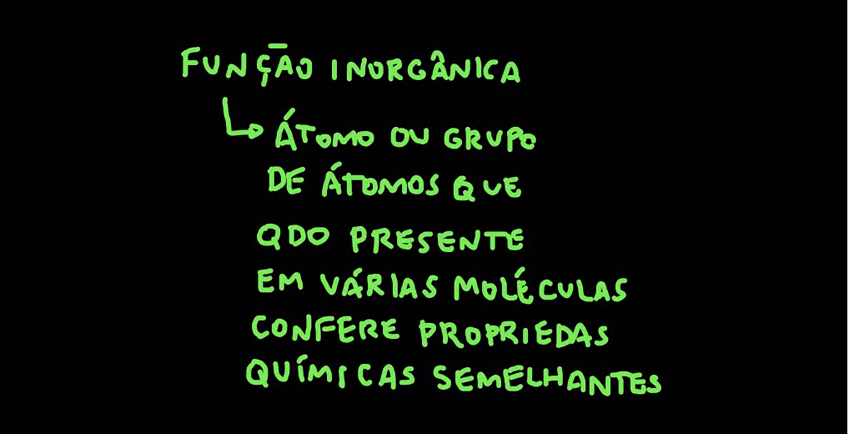 FUNÇÃO INORGÂNICA
ÁTOMO OU GRUPO
DE ÁTOMOS QUE
QDO PRESENTE
EM VÁRIAS MOLÉCULAS
CONFERE PROPRIEDAS
QUÍMICAS SEMELHANTES